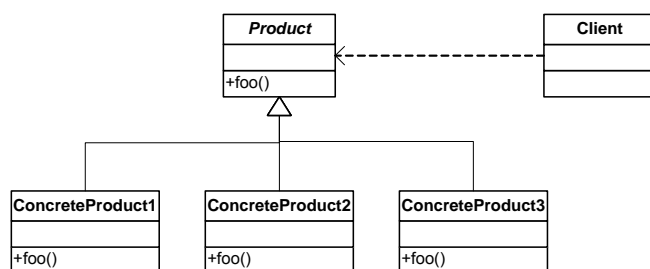 Product
Client
+foo()
ConcreteProduct1
ConcreteProduct2
ConcreteProduct3
+foo()
+foo()
+foo()